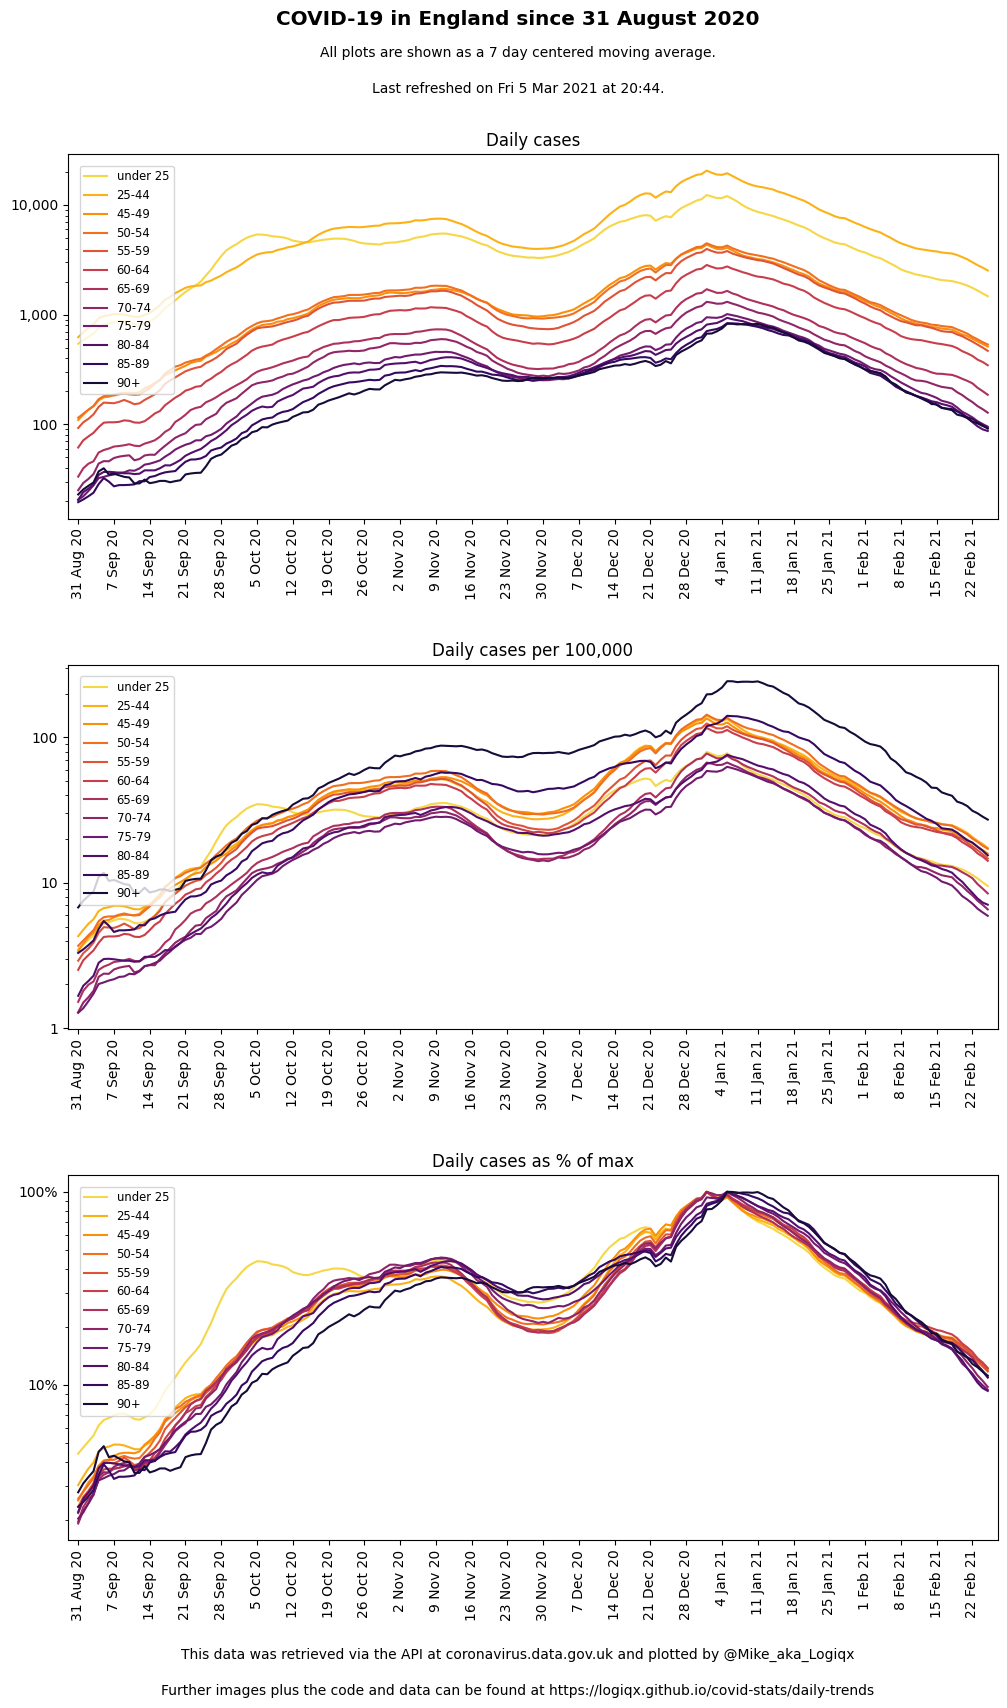 COVID-19 in England since 31 August 2020
All plots are shown as a 7 day centered moving average.
Last refreshed on Fri 5 Mar 2021 at 20:44.
Daily cases
10,000
1,000
100
under 25
25-44
45-49
50-54
55-59
60-64
65-69
70-74
75-79
80-84
85-89
90+
31 Aug 20
7 Sep 20
14 Sep 20
21 Sep 20
28 Sep 20
5 Oct 20
12 Oct 20
19 Oct 20
26 Oct 20
2 Nov 20
9 Nov 20
16 Nov 20
23 Nov 20
30 Nov 20
7 Dec 20
14 Dec 20
21 Dec 20
28 Dec 20
4 Jan 21
11 Jan 21
18 Jan 21
25 Jan 21
1 Feb 21
8 Feb 21
15 Feb 21
22 Feb 21
Daily cases per 100,000
100
10
1
under 25
25-44
45-49
50-54
55-59
60-64
65-69
70-74
75-79
80-84
85-89
90+
31 Aug 20
7 Sep 20
14 Sep 20
21 Sep 20
28 Sep 20
5 Oct 20
12 Oct 20
19 Oct 20
26 Oct 20
2 Nov 20
9 Nov 20
16 Nov 20
23 Nov 20
30 Nov 20
7 Dec 20
14 Dec 20
21 Dec 20
28 Dec 20
4 Jan 21
11 Jan 21
18 Jan 21
25 Jan 21
1 Feb 21
8 Feb 21
15 Feb 21
22 Feb 21
Daily cases as % of max
100%
10%
under 25
25-44
45-49
50-54
55-59
60-64
65-69
70-74
75-79
80-84
85-89
90+
31 Aug 20
7 Sep 20
14 Sep 20
21 Sep 20
28 Sep 20
5 Oct 20
12 Oct 20
19 Oct 20
26 Oct 20
2 Nov 20
9 Nov 20
16 Nov 20
23 Nov 20
30 Nov 20
7 Dec 20
14 Dec 20
21 Dec 20
28 Dec 20
4 Jan 21
11 Jan 21
18 Jan 21
25 Jan 21
1 Feb 21
8 Feb 21
15 Feb 21
22 Feb 21
This data was retrieved via the API at coronavirus.data.gov.uk and plotted by @Mike_aka_Logiqx
Further images plus the code and data can be found at https://logiqx.github.io/covid-stats/daily-trends